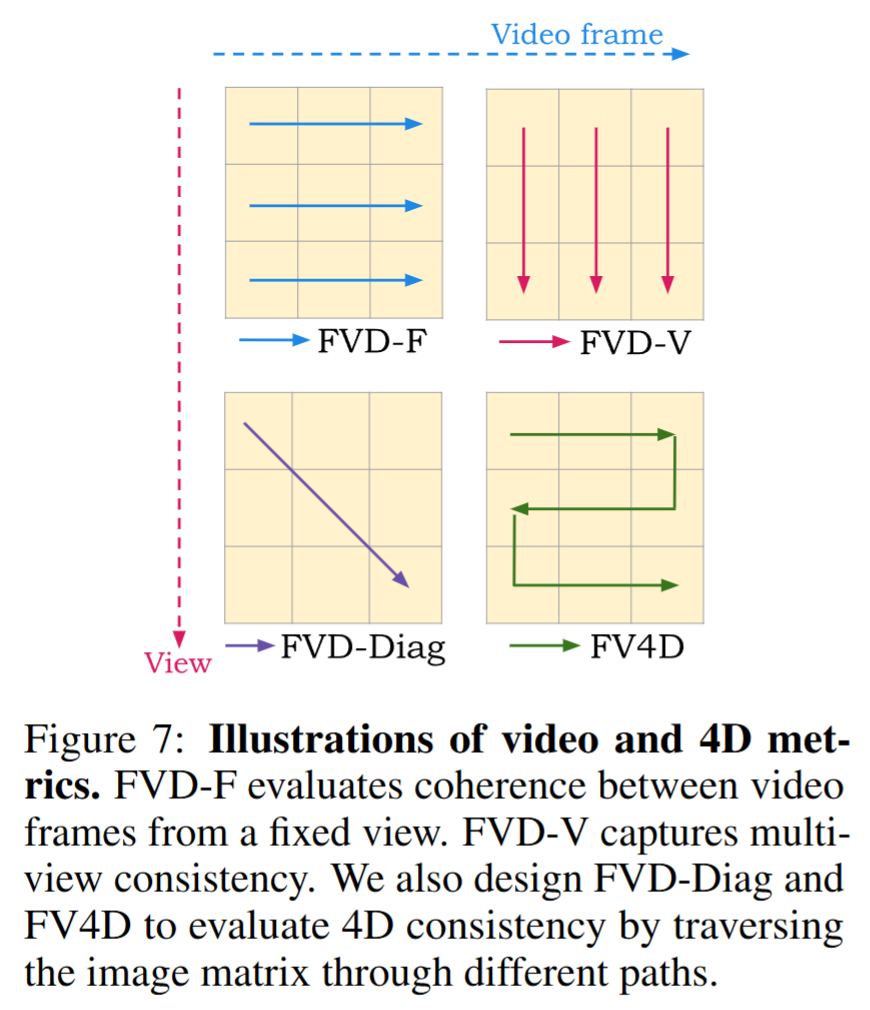 Video frame
FVD-F
FVD-V
View
FVD-Diag
FV4D
Figure 7: Illustrations of video and 4D met-
rics. FVD-F evaluates coherence between video
frames from a fixed view. FVD-V captures multi-
view consistency. We also design FVD-Diag and
FV4D to evaluate 4D consistency by traversing
the image matrix through different paths.